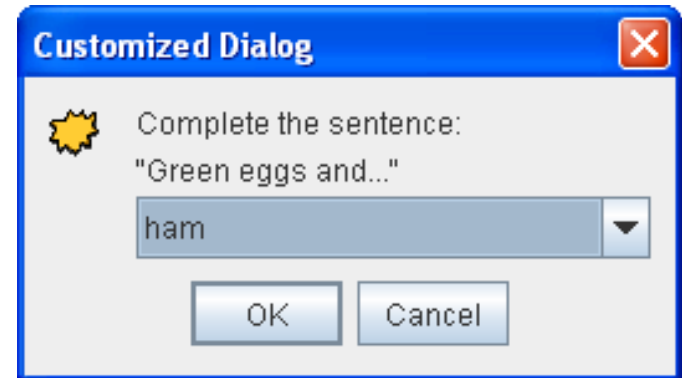 Customized Dialog
Complete the sentence:
"Green eggs and..."
ham
OK Cancel